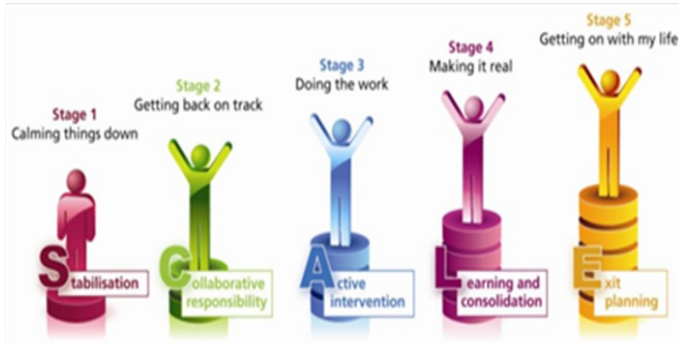 Stage 1
Calming things down
Stabilisation
Stage 2
Getting back on track
Collaborative
responsibility
Stage 3
Doing the work
Active
intervention
Stage 4
Making it real
Learning and
consolidation
Stage 5
Getting on with my life
Exit
planning